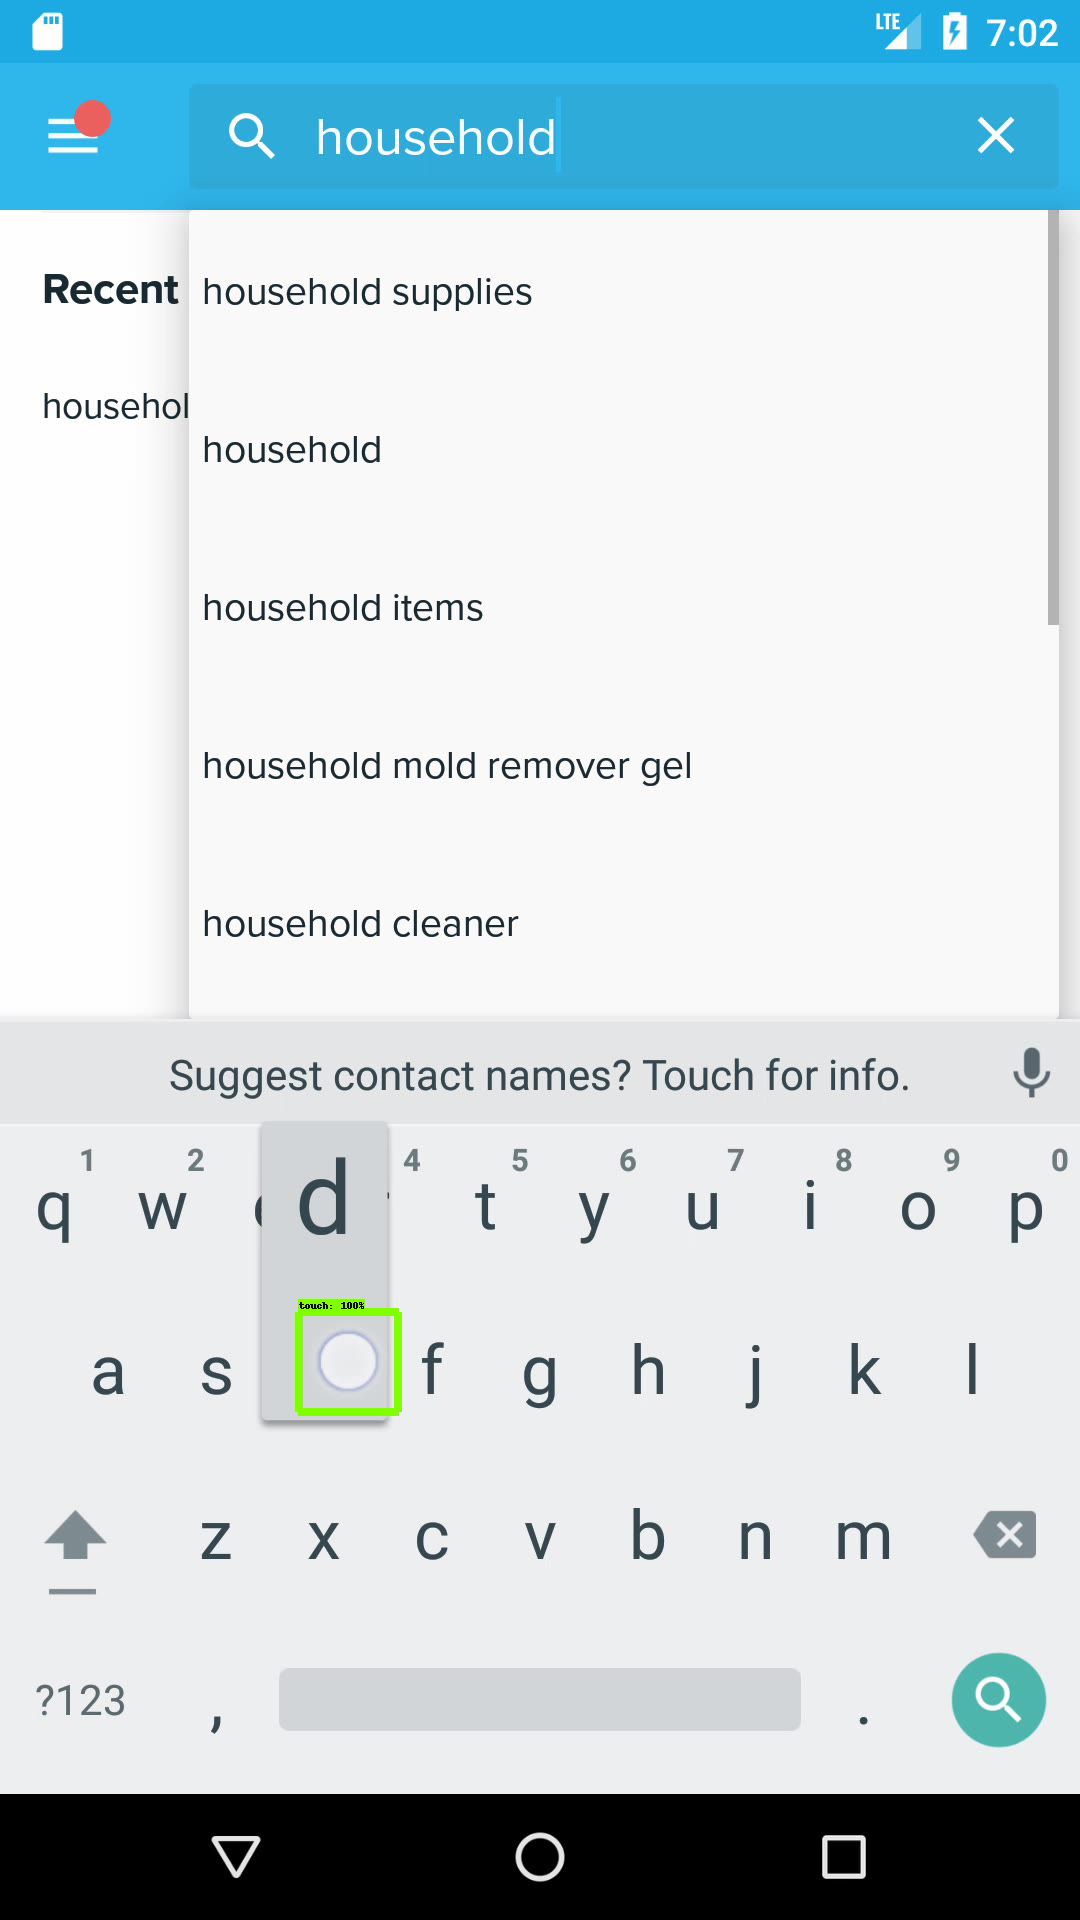 LTE 7:02
household
Recent
househol
household supplies
household
household items
household mold remover gel
household cleaner
Suggest contact names? Touch for info.
1 2 4 5 6 7 8 9 0
q w d t y u i o p
touch: 100%
a s f g h j k l
z x c v b n m
?123 , .